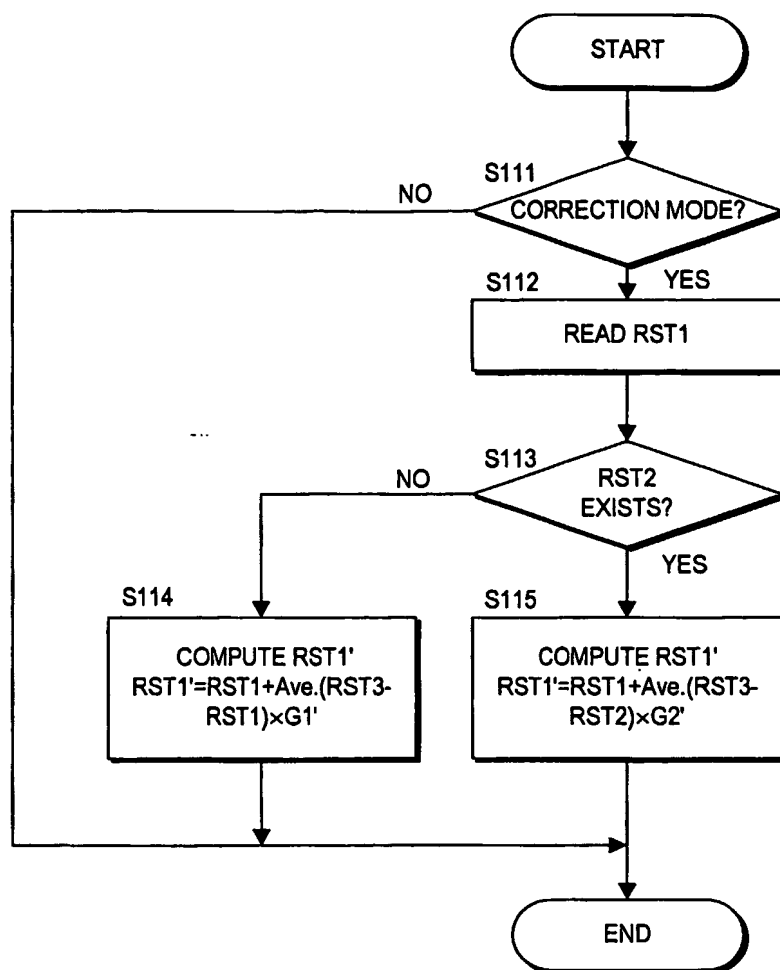 START
S111
NO
CORRECTION MODE?
YES
S112
READ RST1
S113
NO
RST2
EXISTS?
YES
S114
COMPUTE RST1'
RST1'=RST1+Ave.(RST3-
RST1)×G1'
S115
COMPUTE RST1'
RST1'=RST1+Ave.(RST3-
RST2)×G2'
END